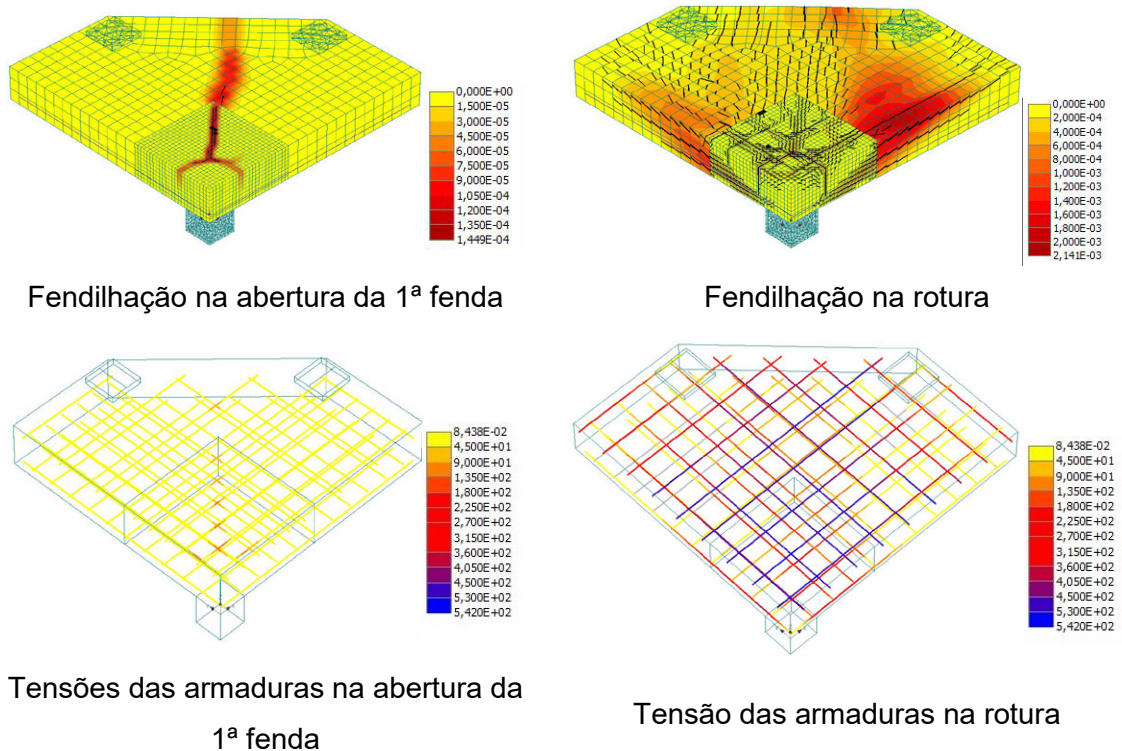 0,000E+00
1,500E-05
3,000E-05
4,500E-05
6,000E-05
7,500E-05
9,000E-05
1,050E-04
1,200E-04
1,350E-04
1,449E-04
0,000E+00
2,000E-04
4,000E-04
6,000E-04
8,000E-04
1,000E-03
1,200E-03
1,400E-03
1,600E-03
1,800E-03
2,000E-03
2,141E-03
Fendilhação na abertura da 1ª fenda
Fendilhação na rotura
8,438E-02
4,500E+01
9,000E+01
1,350E+02
1,800E+02
2,250E+02
2,700E+02
3,150E+02
3,600E+02
4,050E+02
4,500E+02
5,300E+02
5,420E+02
8,438E-02
4,500E+01
9,000E+01
1,350E+02
1,800E+02
2,250E+02
2,700E+02
3,150E+02
3,600E+02
4,050E+02
4,500E+02
5,300E+02
5,420E+02
Tensões das armaduras na abertura da
1ª fenda
Tensão das armaduras na rotura